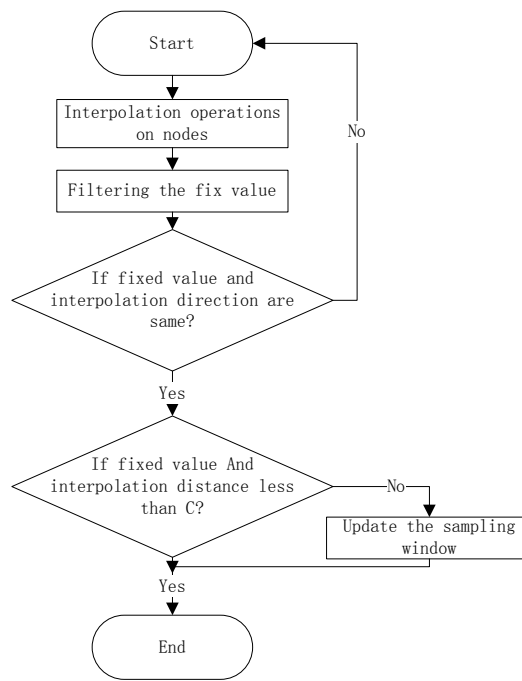 Start
Interpolation operations
on nodes
No
Filtering the fix value
If fixed value and
interpolation direction are
same?
Yes
If fixed value And
interpolation distance less
than C?
No
Update the sampling
window
Yes
End